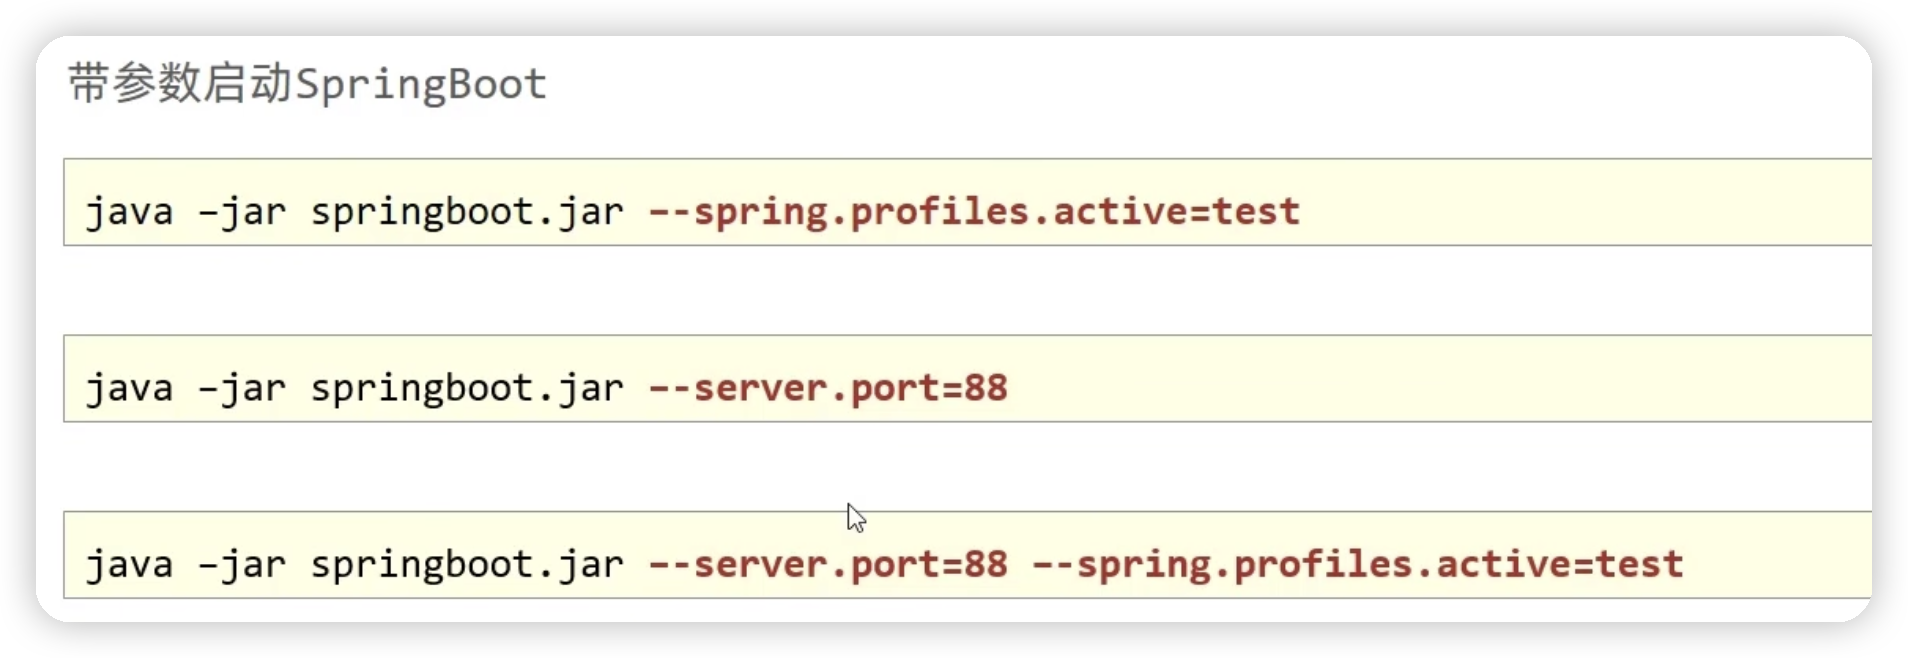 带参数启动SpringBoot
java –jar springboot.jar --spring.profiles.active=test
java –jar springboot.jar --server.port=88
java –jar springboot.jar --server.port=88 --spring.profiles.active=test